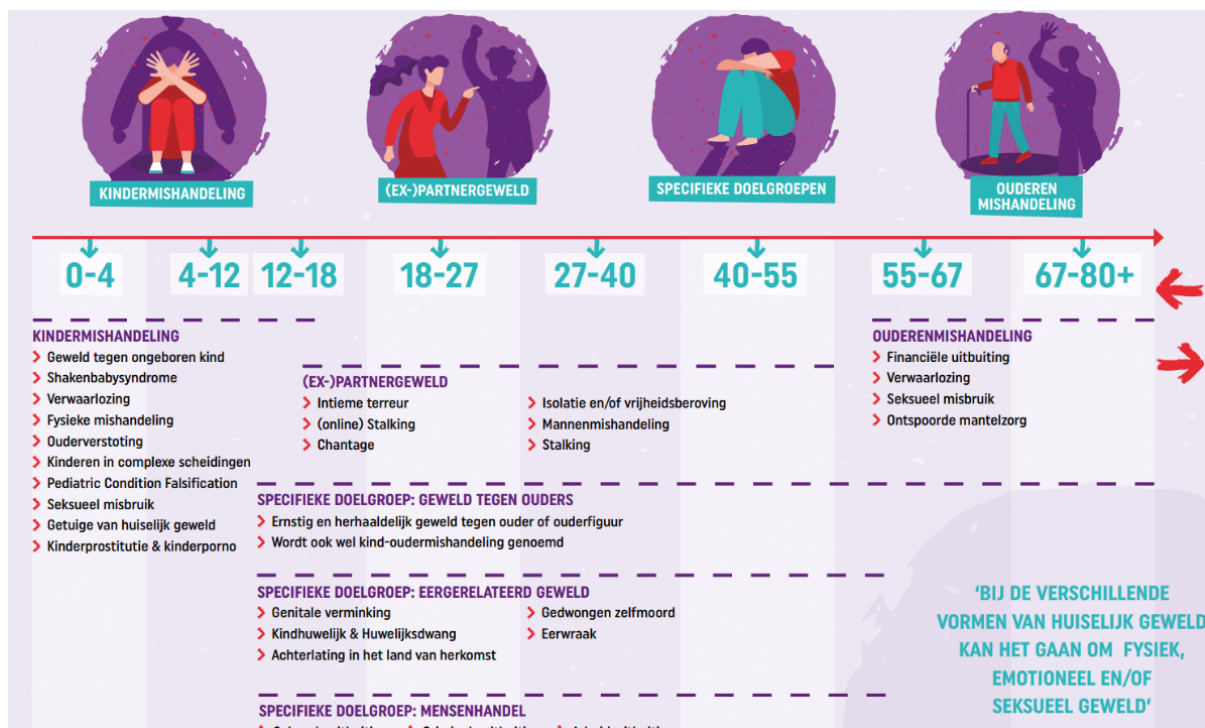 KINDERMISHANDELING
(EX-)PARTNERGEWELD
SPECIFIEKE DOELGROEPEN
OUDEREN
MISHANDELING
0-4
4-12
12-18
18-27
27-40
40-55
55-67
67-80+
KINDERMISHANDELING
Geweld tegen ongeboren kind
Shakenbabysyndrome
Verwaarlozing
Fysieke mishandeling
Ouderverstoting
Kinderen in complexe scheidingen
Pediatric Condition Falsification
Seksueel misbruik
Getuige van huiselijk geweld
Kinderprostitutie & kinderporno
(EX-)PARTNERGEWELD
Intieme terreur
(online) Stalking
Chantage
Isolatie en/of vrijheidsberoving
Mannenmishandeling
Stalking
OUDERENMISHANDELING
Financiële uitbuiting
Verwaarlozing
Seksueel misbruik
Ontspoorde mantelzorg
SPECIFIEKE DOELGROEP: GEWELD TEGEN OUDERS
Ernstig en herhaaldelijk geweld tegen ouder of ouderfiguur
Wordt ook wel kind-oudermishandeling genoemd
SPECIFIEKE DOELGROEP: EERGERELATEERD GEWELD
Genitale verminking
Kindhuwelijk & Huwelijksdwang
Achterlating in het land van herkomst
Gedwongen zelfmoord
Eerwraak
SPECIFIEKE DOELGROEP: MENSENHANDEL
'BIJ DE VERSCHILLENDE
VORMEN VAN HUISELIJK GEWELD
KAN HET GAAN OM FYSIEK,
EMOTIONEEL EN/OF
SEKSUEEL GEWELD'